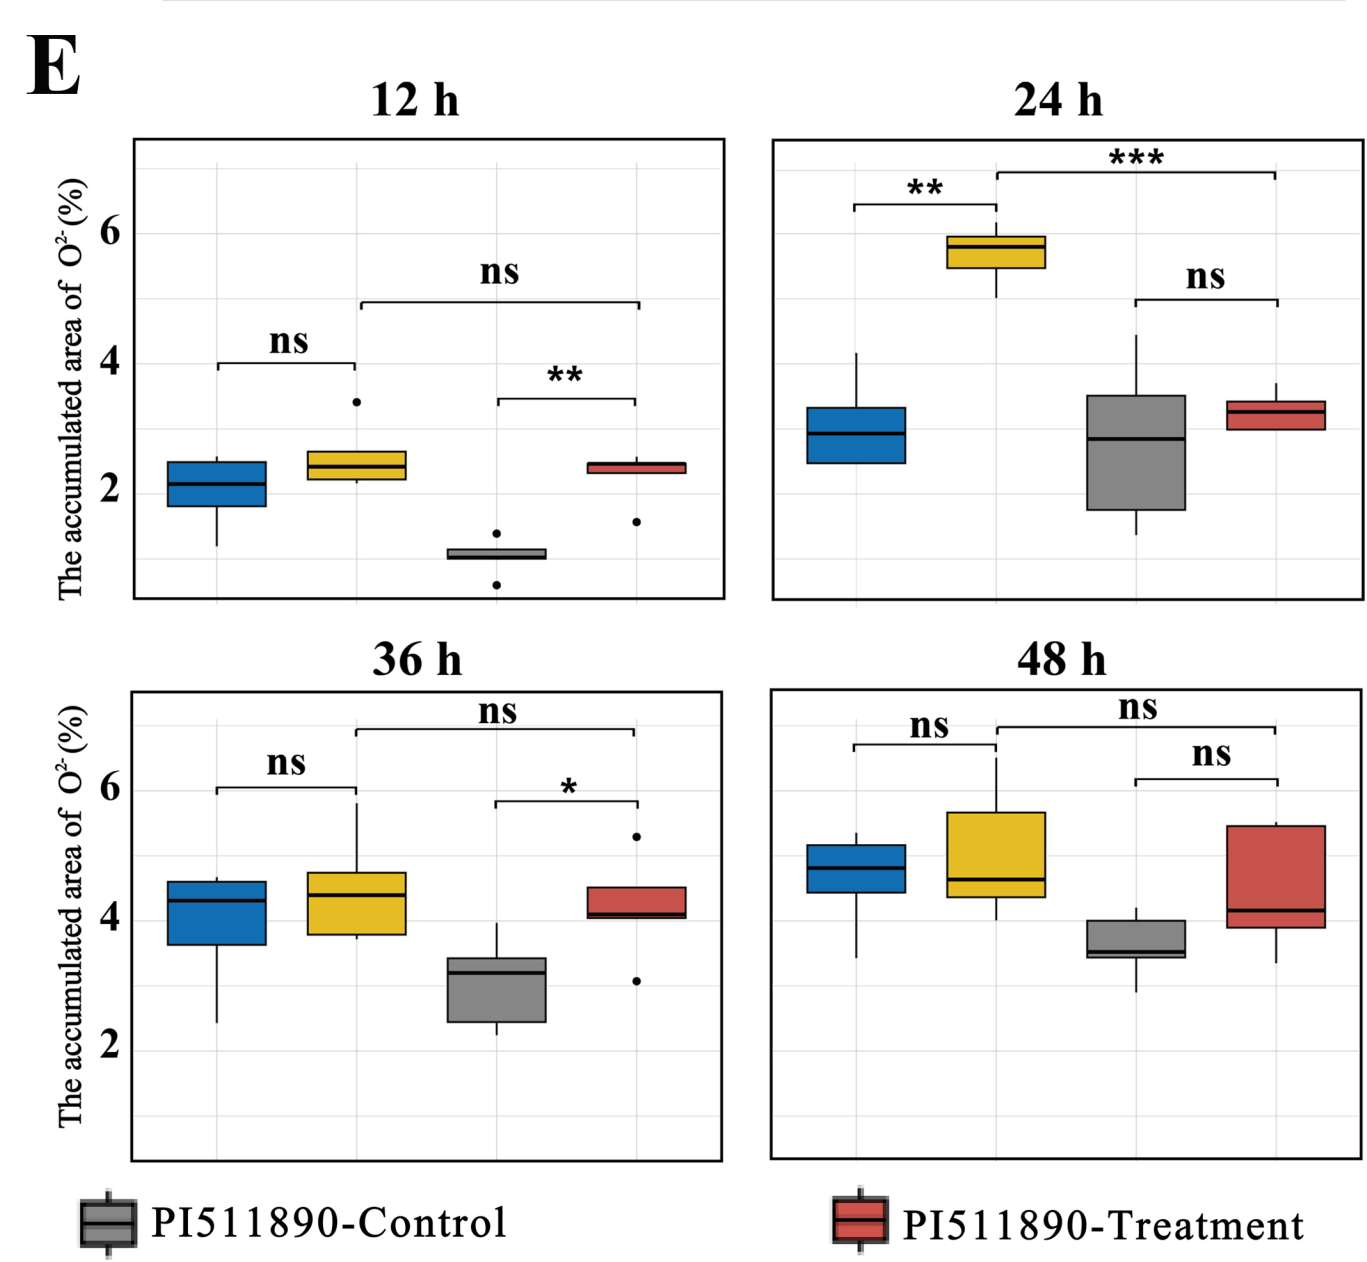 E
12 h
24 h
The accumulated area of O²⁻(%)
6
4
2
ns
ns
**
**
***
ns
36 h
48 h
The accumulated area of O²⁻(%)
6
4
2
ns
ns
*
ns
ns
ns
PI511890-Control
PI511890-Treatment